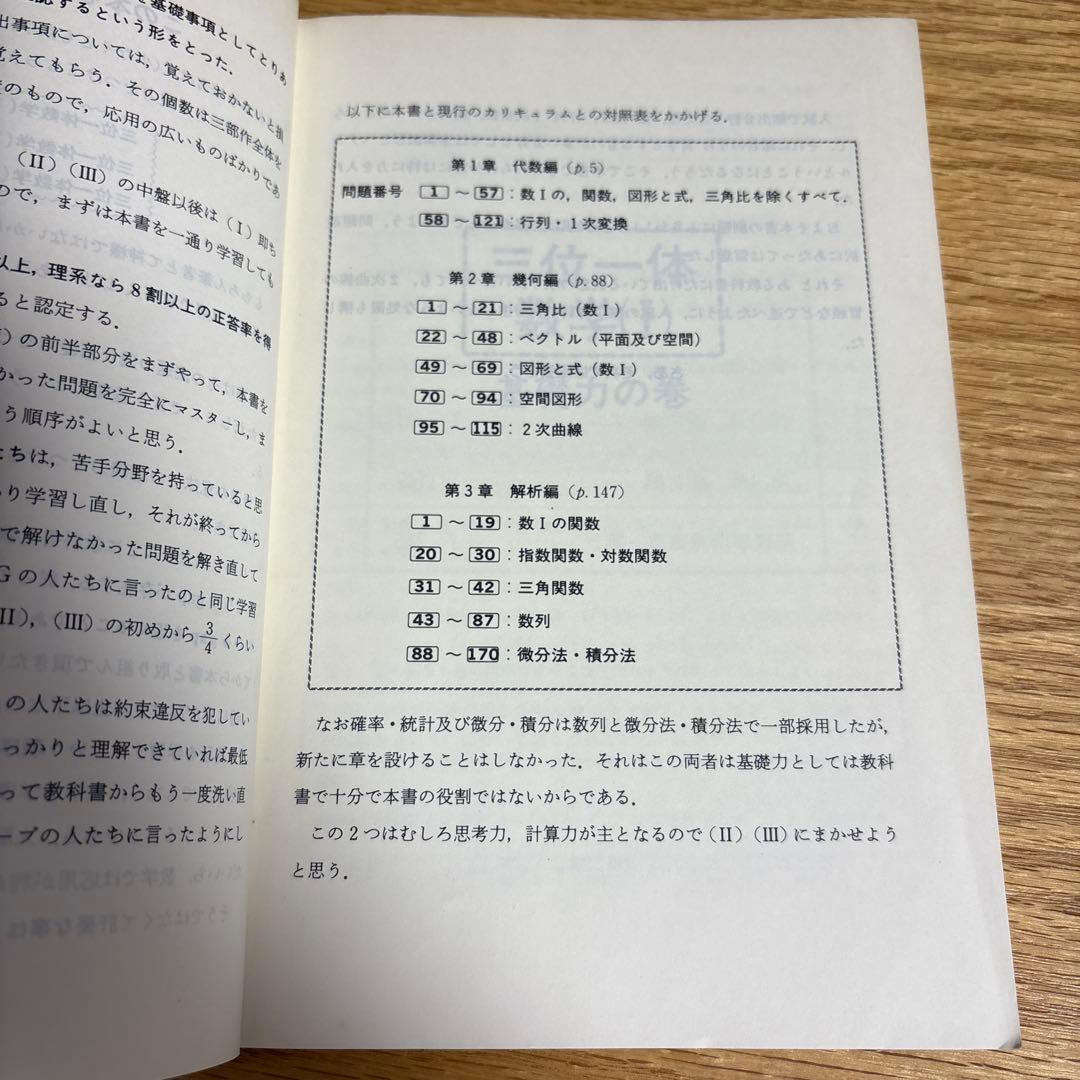 基礎事項としてとりあ
するという形をとった．
出事項については，覚えておかないと損
覚えてもらう．その個数は三部作全体を
のもので，応用の広いものばかりであ
(II)(III)の中盤以後は(I)即ち
ので，まずは本書を一通り学習しても
以上，理系なら8割以上の正答率を得
ると認定する．
の前半部分をまずやって，本書を
かった問題を完全にマスターし，ま
う順序がよいと思う．
たちは，苦手分野を持っていると思
り学習し直し，それが終ってから
で解けなかった問題を解き直して
Gの人たちに言ったのと同じ学習
II)，(III)の初めから3/4くらい
の人たちは約束違反を犯してい
っかりと理解できていれば最低
って教科書からもう一度洗い直
ープの人たちに言ったようにし
以下に本書と現行のカリキュラムとの対照表をかかげる．
第1章 代数編(p.5)
問題番号 1～57：数Iの，関数，図形と式，三角比を除くすべて．
58～121：行列・1次変換
第2章 幾何編(p.88)
1～21：三角比(数I)
22～48：ベクトル(平面及び空間)
49～69：図形と式(数I)
70～94：空間図形
95～115：2次曲線
第3章 解析編(p.147)
1～19：数Iの関数
20～30：指数関数・対数関数
31～42：三角関数
43～87：数列
88～170：微分法・積分法
なお確率・統計及び微分・積分は数列と微分法・積分法で一部採用したが，
新たに章を設けることはしなかった．それはこの両者は基礎力としては教科
書で十分で本書の役割ではないからである．
この2つはむしろ思考力，計算力が主となるので(II)(III)にまかせよう
と思う．